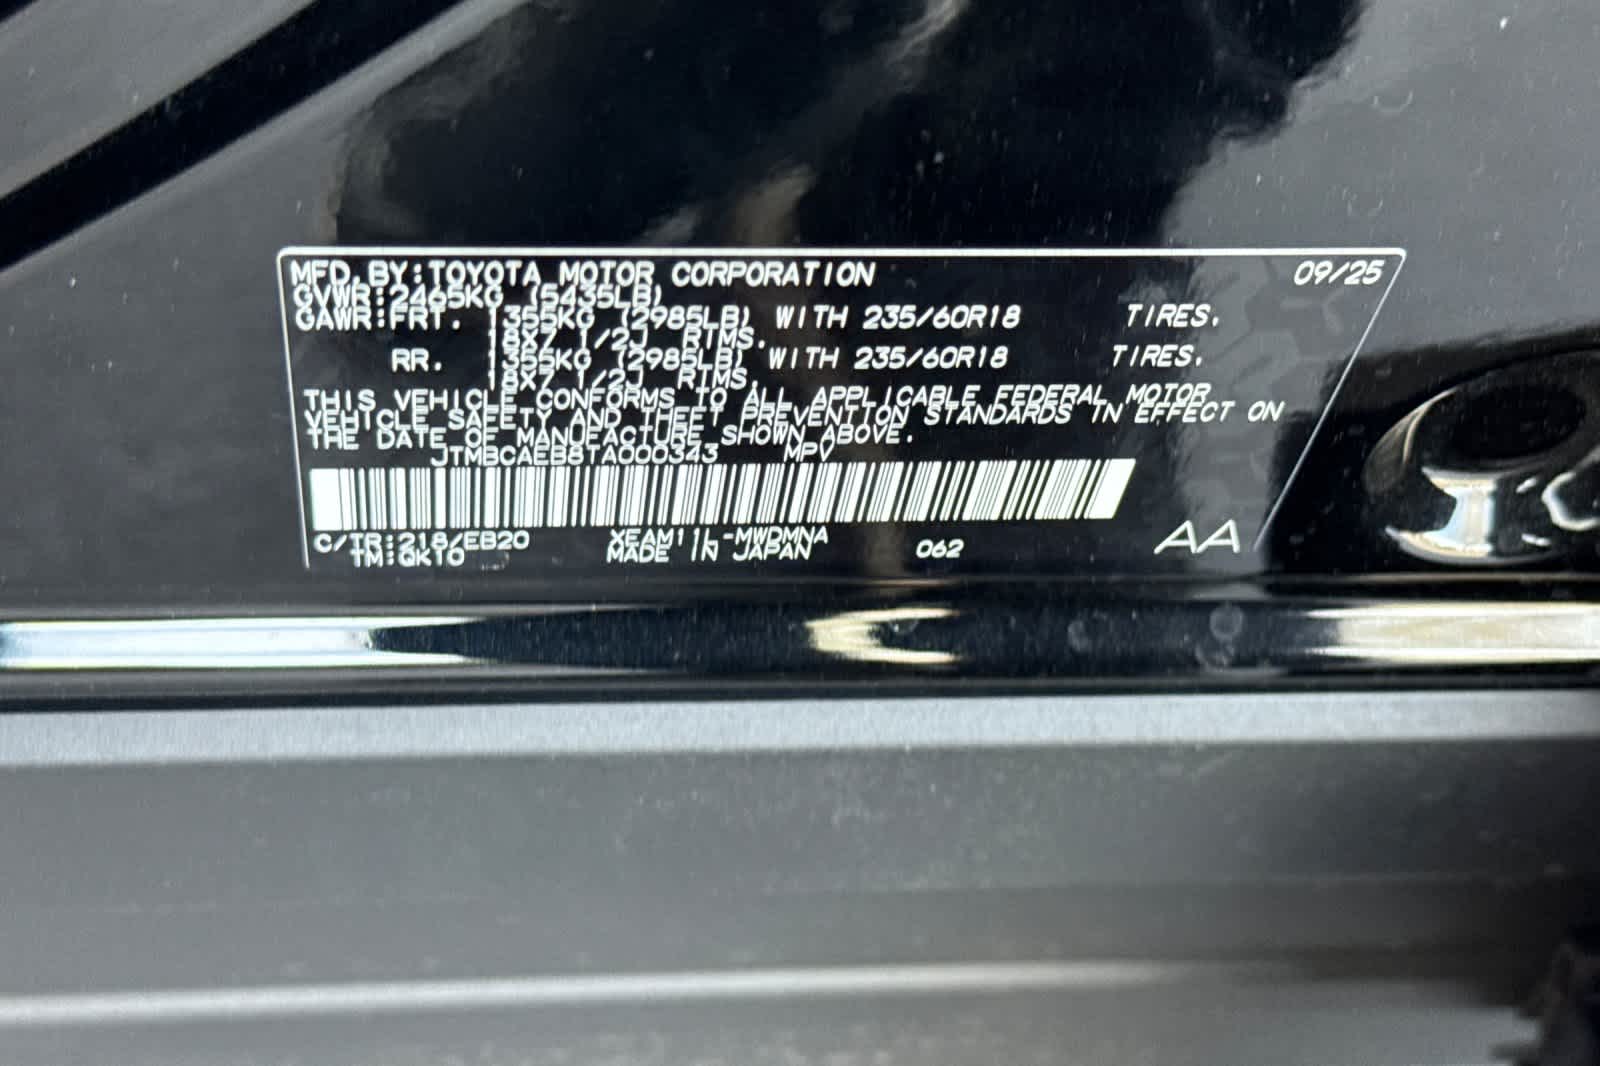 MFD.BY:TOYOTA MOTOR CORPORATION 09/25
GVWR:2465KG (5435LB)
GAWR:FRT. 1355KG (2985LB) WITH 235/60R18 TIRES.
18X7 1/2J RIMS.
RR. 1355KG (2985LB) WITH 235/60R18 TIRES.
18X7 1/2J RIMS.
THIS VEHICLE CONFORMS TO ALL APPLICABLE FEDERAL MOTOR
VEHICLE SAFETY AND THEFT PREVENTION STANDARDS IN EFFECT ON
THE DATE OF MANUFACTURE SHOWN ABOVE.
JTMBCAEB8TA000343 MPV
C/TR:218/EB20 XEAM11L-MWDMNA
TM:QK10 MADE IN JAPAN 062 AA